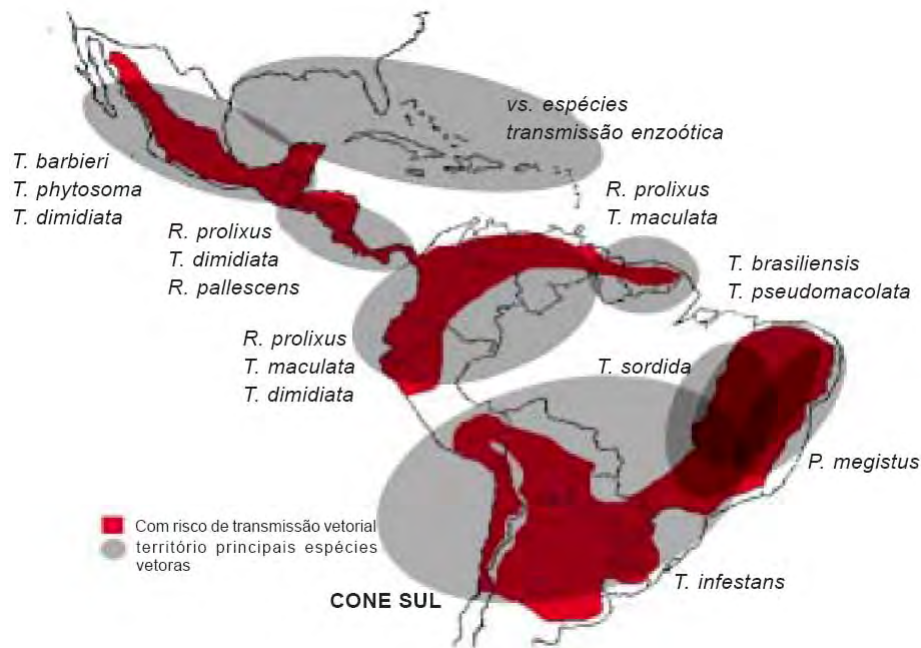 vs. espécies
transmissão enzoótica
T. barbieri
T. phytosoma
T. dimidiata
R. prolixus
T. maculata
R. prolixus
T. dimidiata
R. pallescens
T. brasiliensis
T. pseudomacolata
R. prolixus
T. maculata
T. dimidiata
T. sordida
P. megistus
Com risco de transmissão vetorial
território principais espécies
vetoras
T. infestans
CONE SUL